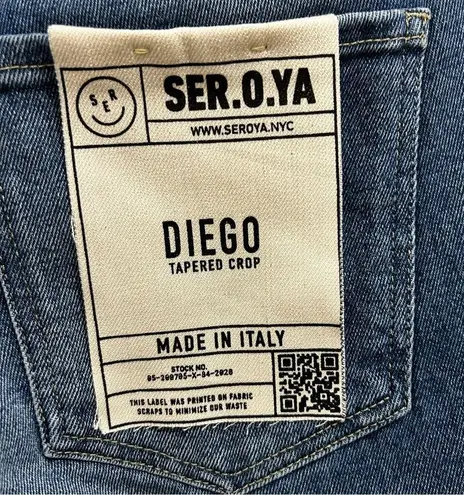 SER
SER.O.YA
WWW.SEROYA.NYC
DIEGO
TAPERED CROP
MADE IN ITALY
STOCK NO.
THIS LABEL WAS PRINTED ON FABRIC
SCRAPS TO MINIMIZE OUR WASTE